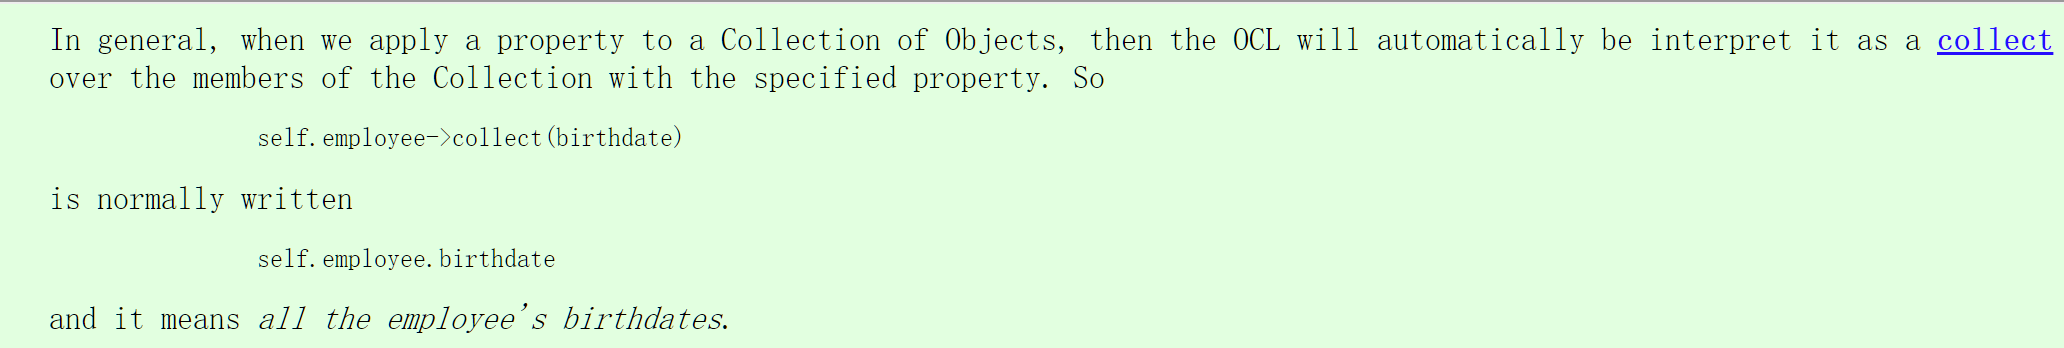 In general, when we apply a property to a Collection of Objects, then the OCL will automatically be interpret it as a collect
over the members of the Collection with the specified property. So
self.employee->collect(birthdate)
is normally written
self.employee.birthdate
and it means all the employee's birthdates.